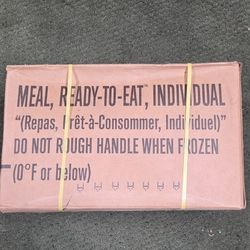 MEAL, READY-TO-EAT, INDIVIDUAL
"(Repas, Prêt-à-Consommer, Individuel)"
DO NOT ROUGH HANDLE WHEN FROZEN
(0°F or below)